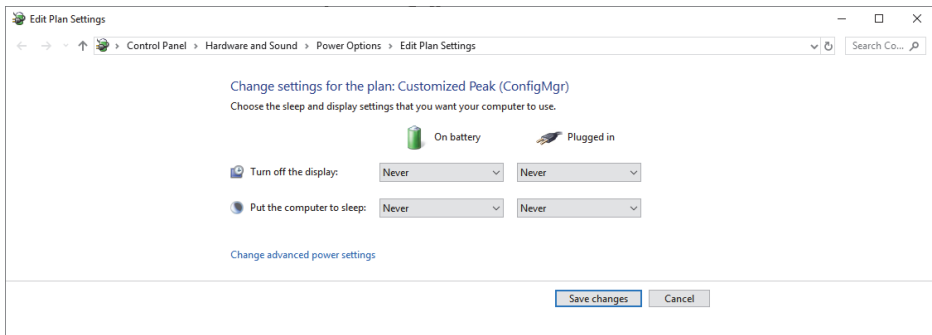 Edit Plan Settings
Control Panel > Hardware and Sound > Power Options > Edit Plan Settings
Search Co...
Change settings for the plan: Customized Peak (ConfigMgr)
Choose the sleep and display settings that you want your computer to use.
On battery Plugged in
Turn off the display: Never Never
Put the computer to sleep: Never Never
Change advanced power settings
Save changes Cancel